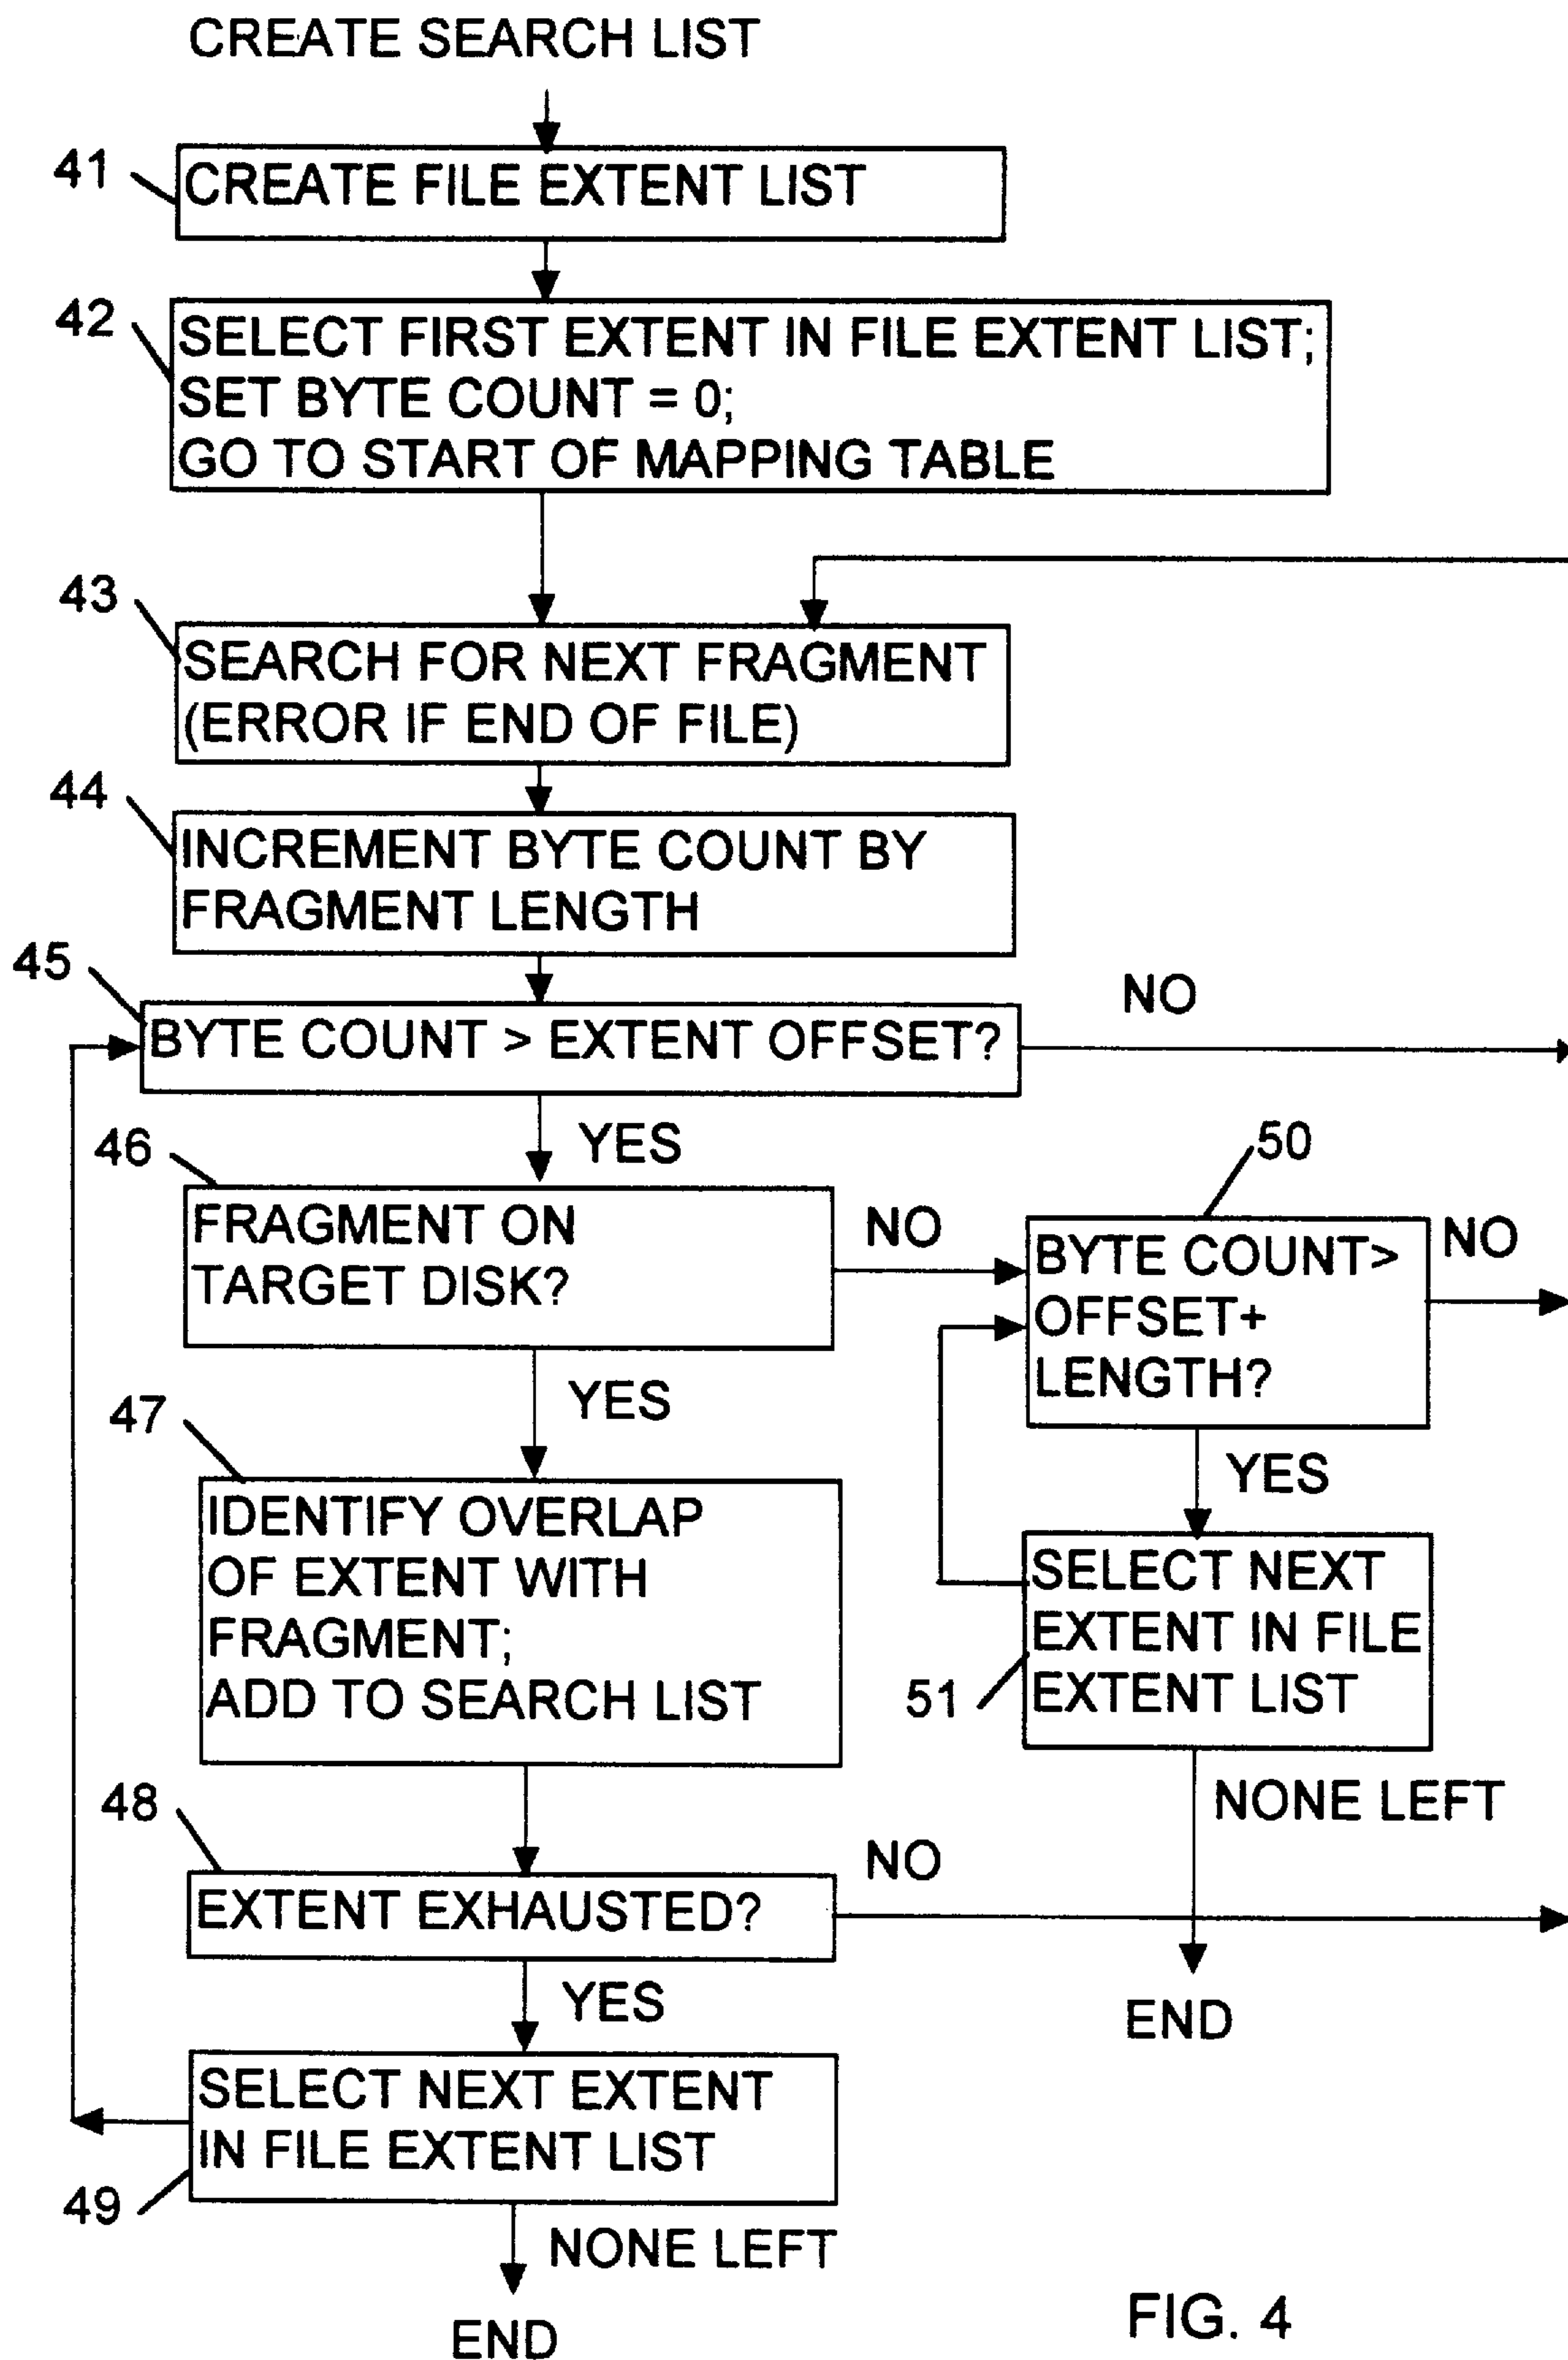 CREATE SEARCH LIST
41
CREATE FILE EXTENT LIST
42
SELECT FIRST EXTENT IN FILE EXTENT LIST;
SET BYTE COUNT = 0;
GO TO START OF MAPPING TABLE
43
SEARCH FOR NEXT FRAGMENT
(ERROR IF END OF FILE)
44
INCREMENT BYTE COUNT BY
FRAGMENT LENGTH
45
BYTE COUNT > EXTENT OFFSET?
NO
YES
46
FRAGMENT ON
TARGET DISK?
NO
50
BYTE COUNT>
OFFSET+
LENGTH?
NO
YES
YES
47
IDENTIFY OVERLAP
OF EXTENT WITH
FRAGMENT;
ADD TO SEARCH LIST
51
SELECT NEXT
EXTENT IN FILE
EXTENT LIST
NONE LEFT
END
48
EXTENT EXHAUSTED?
NO
YES
49
SELECT NEXT EXTENT
IN FILE EXTENT LIST
NONE LEFT
END
FIG. 4